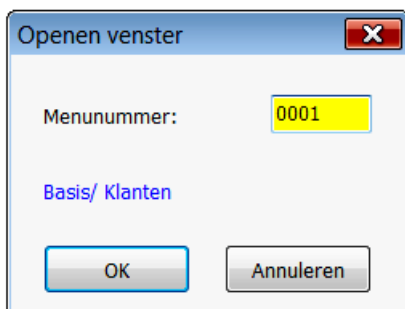 Openen venster
Menunummer: 0001
Basis/ Klanten
OK Annuleren